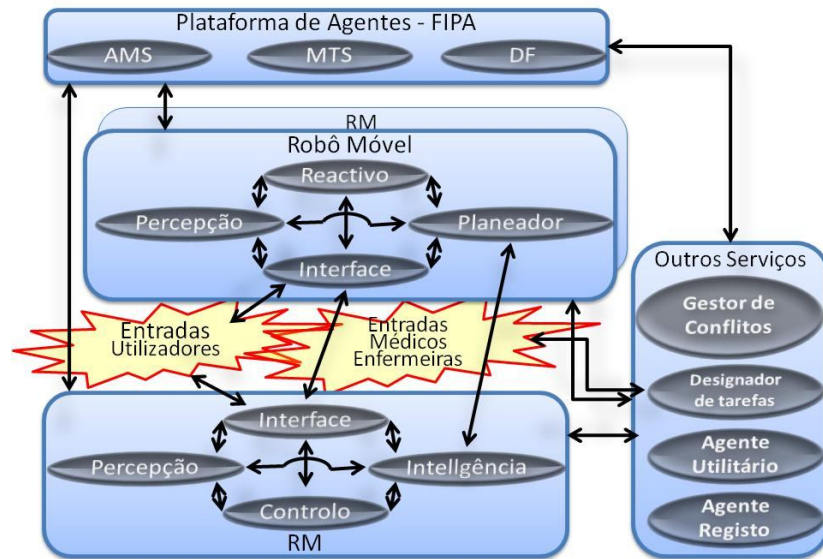 Plataforma de Agentes - FIPA
AMS
MTS
DF
RM
Robô Móvel
Reactivo
Percepção
Planeador
Interface
Outros Serviços
Gestor de
Conflitos
Designador
de tarefas
Agente
Utilitário
Agente
Registo
Entradas
Utilizadores
Entradas
Médicos
Enfermeiras
Interface
Percepção
Intellgência
Controlo
RM